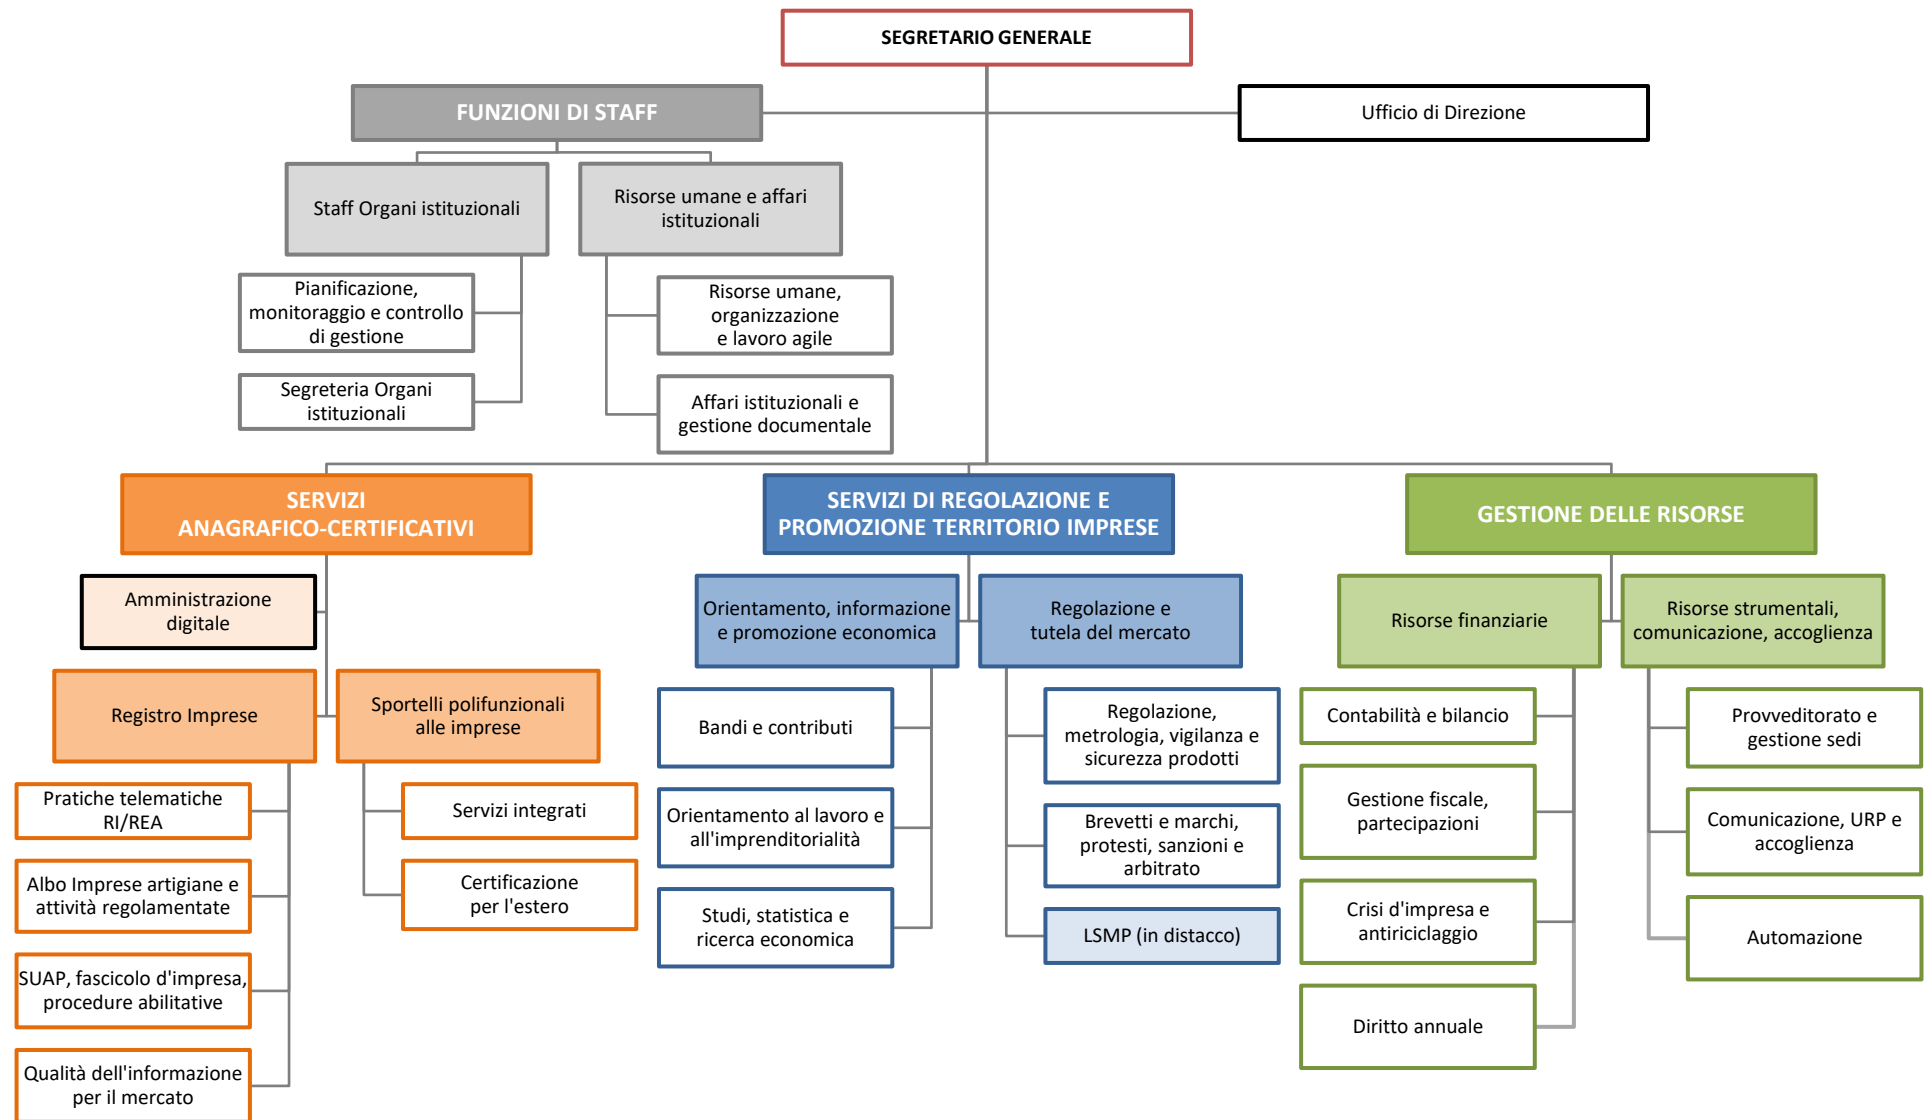 SEGRETARIO GENERALE
FUNZIONI DI STAFF
Ufficio di Direzione
Staff Organi istituzionali
Risorse umane e affari
istituzionali
Pianificazione,
monitoraggio e controllo
di gestione
Segreteria Organi
istituzionali
Risorse umane,
organizzazione
e lavoro agile
Affari istituzionali e
gestione documentale
SERVIZI
ANAGRAFICO-CERTIFICATIVI
Amministrazione
digitale
Registro Imprese
Sportelli polifunzionali
alle imprese
Pratiche telematiche
RI/REA
Albo Imprese artigiane e
attività regolamentate
SUAP, fascicolo d'impresa,
procedure abilitative
Qualità dell'informazione
per il mercato
Servizi integrati
Certificazione
per l'estero
SERVIZI DI REGOLAZIONE E
PROMOZIONE TERRITORIO IMPRESE
Orientamento, informazione
e promozione economica
Regolazione e
tutela del mercato
Bandi e contributi
Orientamento al lavoro e
all'imprenditorialità
Studi, statistica e
ricerca economica
Regolazione,
metrologia, vigilanza e
sicurezza prodotti
Brevetti e marchi,
protesti, sanzioni e
arbitrato
LSMP (in distacco)
GESTIONE DELLE RISORSE
Risorse finanziarie
Risorse strumentali,
comunicazione, accoglienza
Contabilità e bilancio
Gestione fiscale,
partecipazioni
Crisi d'impresa e
antiriciclaggio
Diritto annuale
Provveditorato e
gestione sedi
Comunicazione, URP e
accoglienza
Automazione